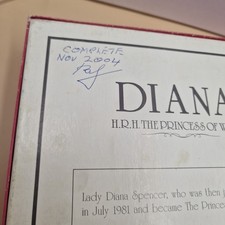 COMPLETE
NOV 2004
DIANA
H.R.H. THE PRINCESS OF W
Lady Diana Spencer, who was then j
in July 1981 and became The Prince